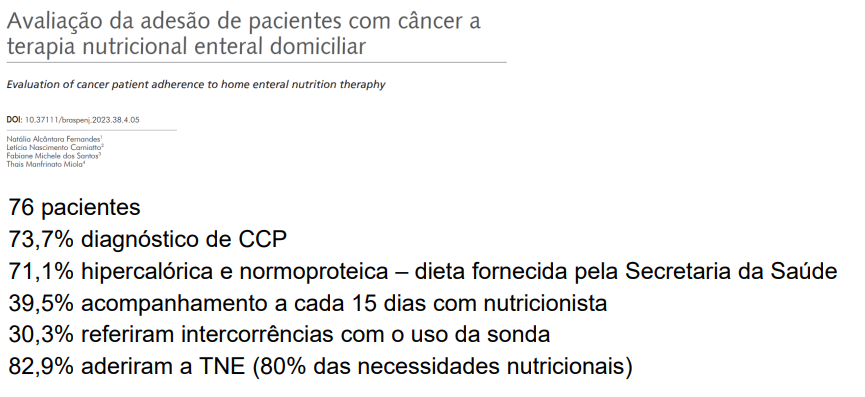 Avaliação da adesão de pacientes com câncer a
terapia nutricional enteral domiciliar
Evaluation of cancer patient adherence to home enteral nutrition theraphy
DOI: 10.37111/braspenj.2023.38.4.05
Natália Alcântara Fernandes¹
Letícia Nascimento Carniatto²
Fabiane Michele dos Santos³
Thais Manfrinato Miola⁴
76 pacientes
73,7% diagnóstico de CCP
71,1% hipercalórica e normoproteica – dieta fornecida pela Secretaria da Saúde
39,5% acompanhamento a cada 15 dias com nutricionista
30,3% referiram intercorrências com o uso da sonda
82,9% aderiram a TNE (80% das necessidades nutricionais)